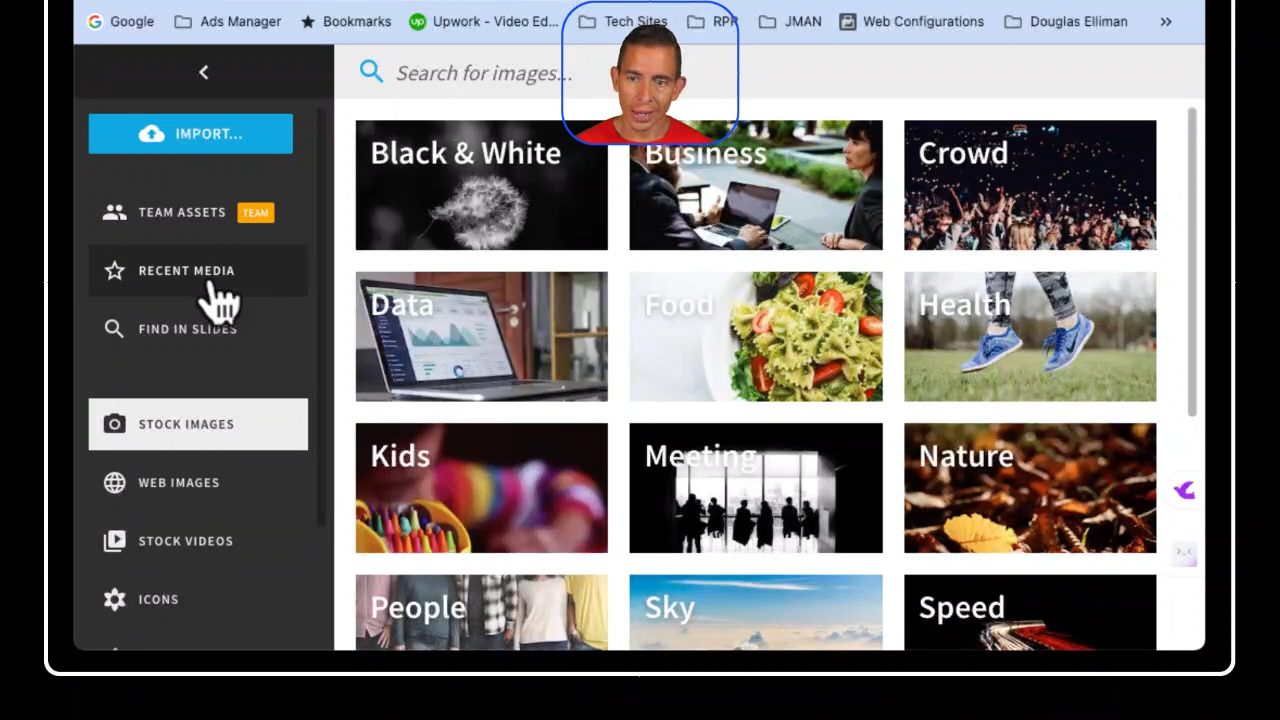 Google Ads Manager Bookmarks Upwork - Video Ed... Tech Sites RPR JMAN Web Configurations Douglas Elliman »
Search for images...
IMPORT...
TEAM ASSETS TEAM
RECENT MEDIA
FIND IN SLIDES
STOCK IMAGES
WEB IMAGES
STOCK VIDEOS
ICONS
Black & White
Business
Crowd
Data
Food
Health
Kids
Meeting
Nature
People
Sky
Speed